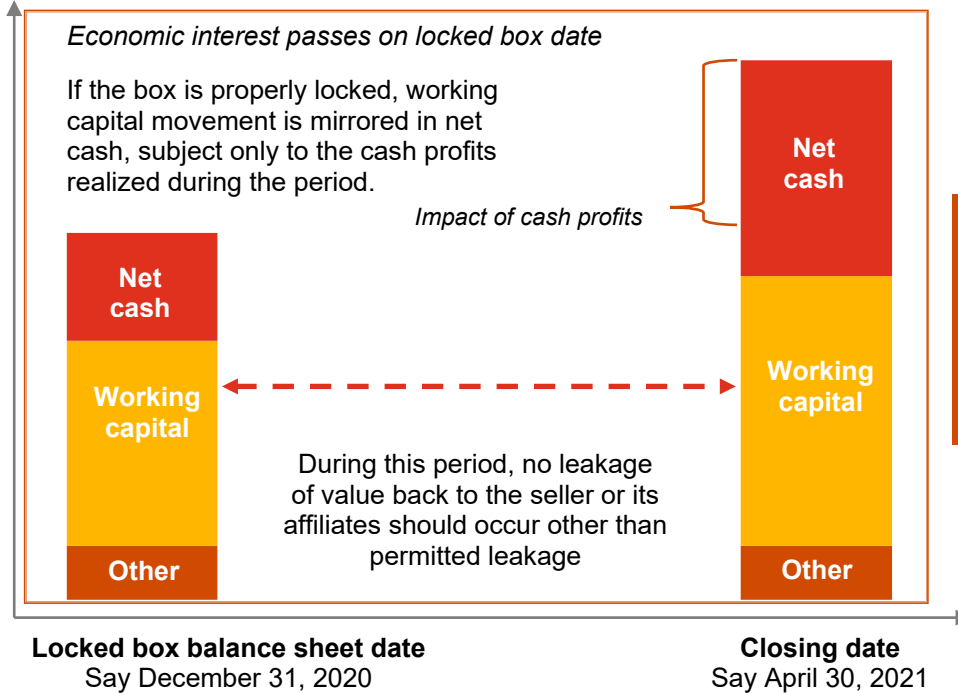 Economic interest passes on locked box date
If the box is properly locked, working
capital movement is mirrored in net
cash, subject only to the cash profits
realized during the period.
Impact of cash profits
Net
cash
Working
capital
Other
Net
cash
Working
capital
Other
During this period, no leakage
of value back to the seller or its
affiliates should occur other than
permitted leakage
Locked box balance sheet date
Say December 31, 2020
Closing date
Say April 30, 2021